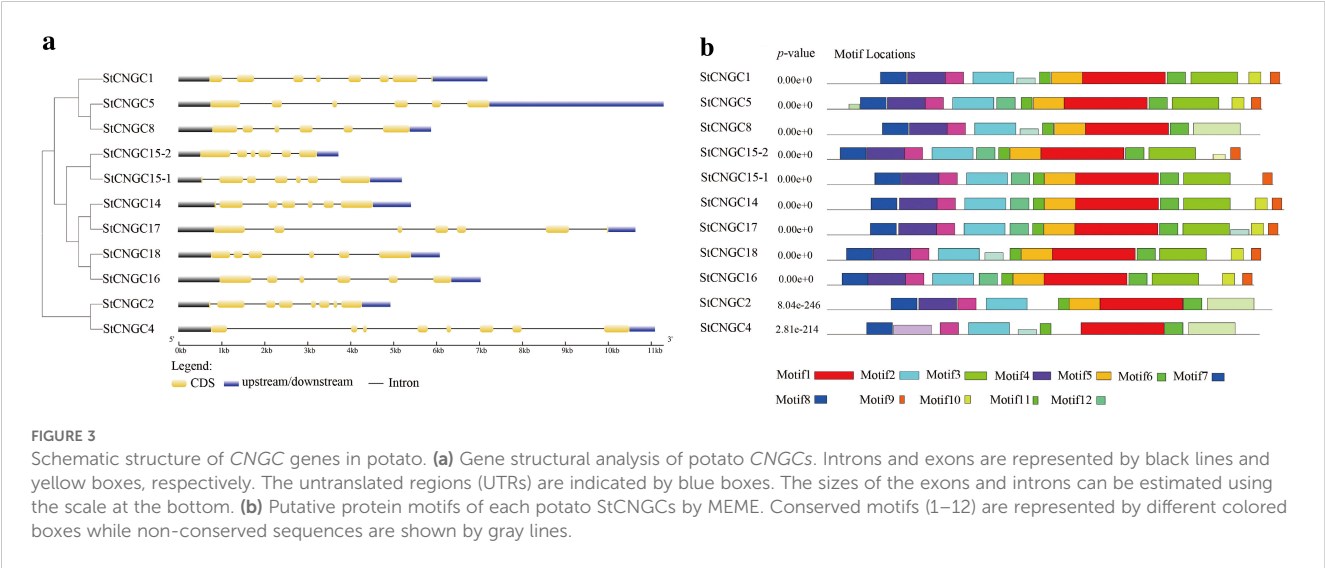 a
StCNGC1
StCNGC5
StCNGC8
StCNGC15-2
StCNGC15-1
StCNGC14
StCNGC17
StCNGC18
StCNGC16
StCNGC2
StCNGC4
5' 3'
0kb 1kb 2kb 3kb 4kb 5kb 6kb 7kb 8kb 9kb 10kb 11kb
Legend:
CDS upstream/downstream Intron
b
p-value Motif Locations
StCNGC1 0.00e+0
StCNGC5 0.00e+0
StCNGC8 0.00e+0
StCNGC15-2 0.00e+0
StCNGC15-1 0.00e+0
StCNGC14 0.00e+0
StCNGC17 0.00e+0
StCNGC18 0.00e+0
StCNGC16 0.00e+0
StCNGC2 8.04e-246
StCNGC4 2.81e-214
Motif1 Motif2 Motif3 Motif4 Motif5 Motif6 Motif7
Motif8 Motif9 Motif10 Motif11 Motif12
FIGURE 3
Schematic structure of CNGC genes in potato. (a) Gene structural analysis of potato CNGCs. Introns and exons are represented by black lines and
yellow boxes, respectively. The untranslated regions (UTRs) are indicated by blue boxes. The sizes of the exons and introns can be estimated using
the scale at the bottom. (b) Putative protein motifs of each potato StCNGCs by MEME. Conserved motifs (1–12) are represented by different colored
boxes while non-conserved sequences are shown by gray lines.